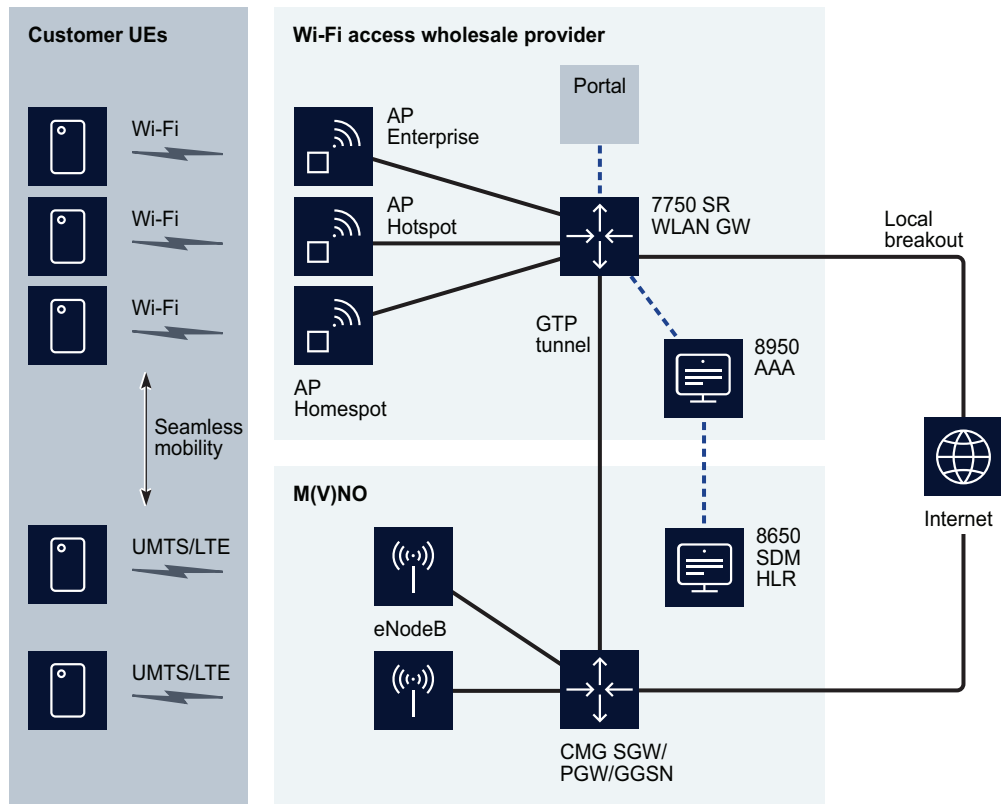 Customer UEs
Wi-Fi
Wi-Fi
Wi-Fi
Seamless
mobility
UMTS/LTE
UMTS/LTE
Wi-Fi access wholesale provider
AP
Enterprise
AP
Hotspot
AP
Homespot
Portal
7750 SR
WLAN GW
GTP
tunnel
8950
AAA
Local
breakout
Internet
M(V)NO
eNodeB
8650
SDM
HLR
CMG SGW/
PGW/GGSN